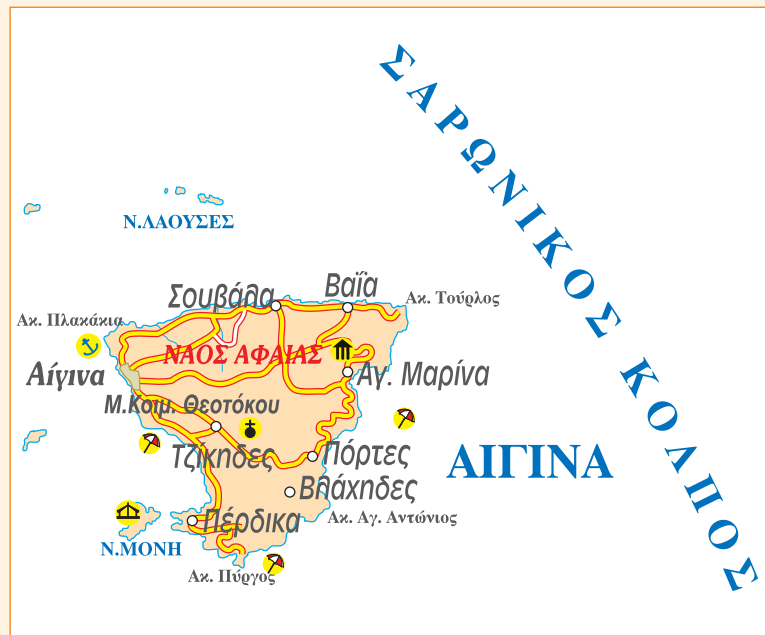 ΣΑΡΩΝΙΚΟΣ ΚΟΛΠΟΣ
Ν.ΛΑΟΥΣΕΣ
Βαΐα
Σουβάλα
Ακ. Τούρλος
Ακ. Πλακάκια
ΝΑΟΣ ΑΦΑΙΑΣ
Αίγινα
Αγ. Μαρίνα
Μ.Κοιμ. Θεοτόκου
Τζίκηδες
Πόρτες
ΑΙΓΙΝΑ
Βλάχηδες
Ακ. Αγ. Αντώνιος
Πέρδικα
Ν.ΜΟΝΗ
Ακ. Πύργος